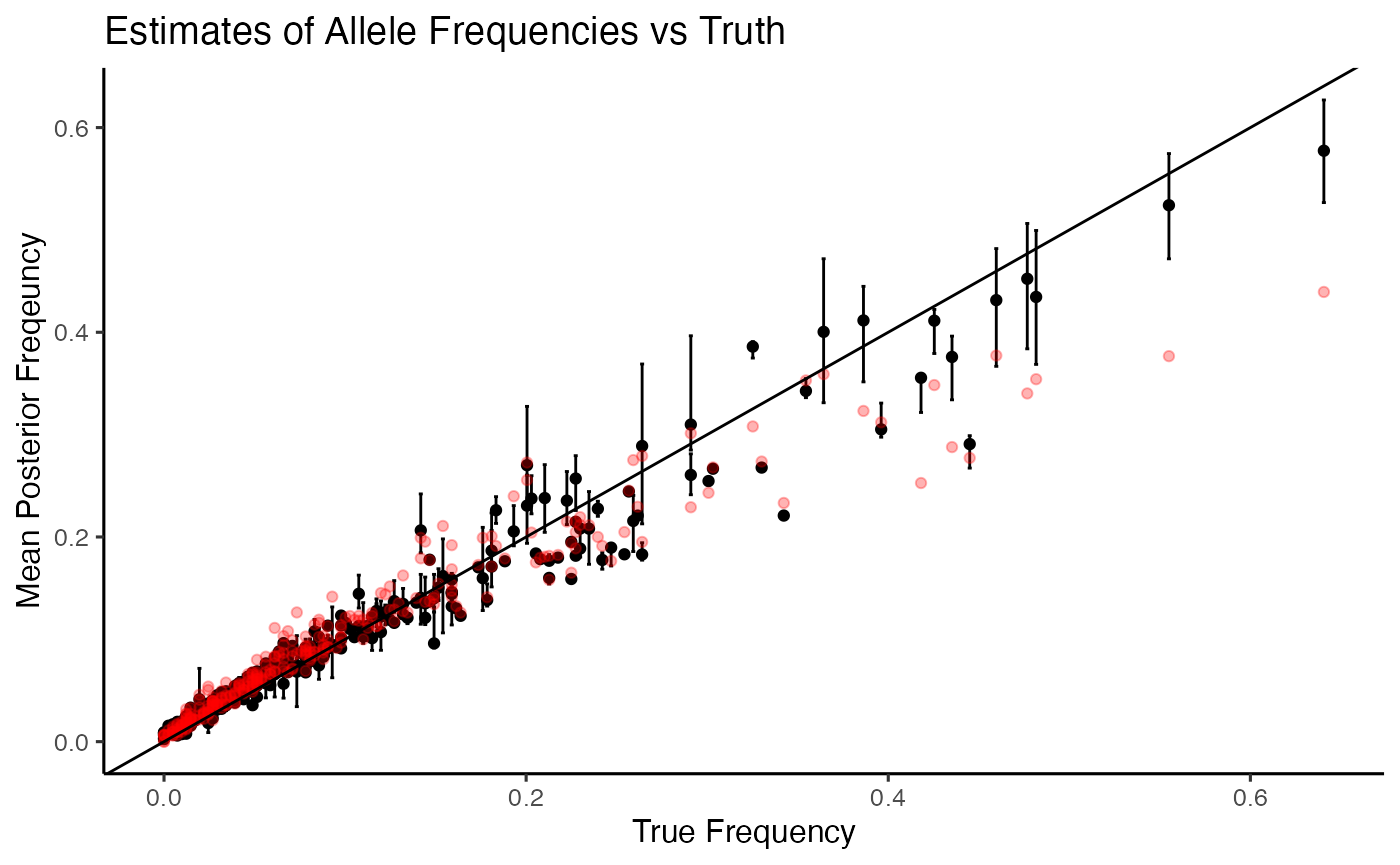 Estimates of Allele Frequencies vs Truth
Mean Posterior Freqeuncy
0.6
0.4
0.2
0.0
0.0 0.2 0.4 0.6
True Frequency